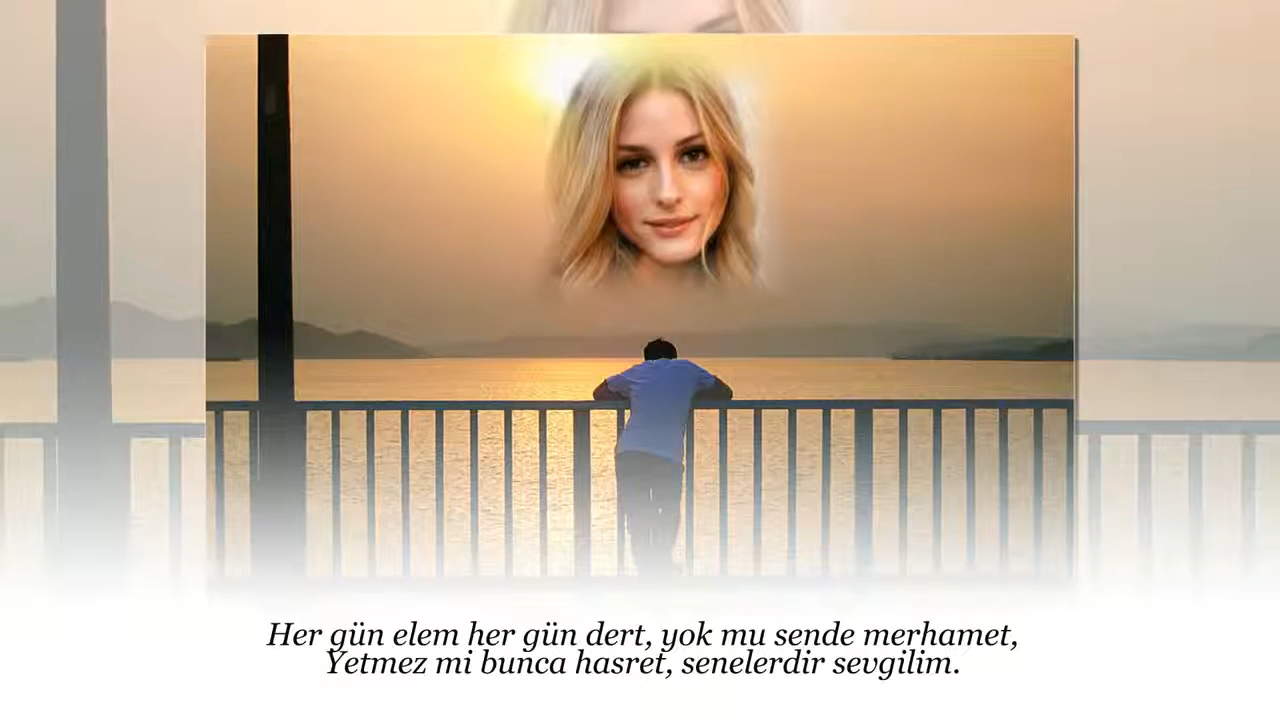 Her gün elem her gün dert, yok mu sende merhamet,
Yetmez mi bunca hasret, senelerdir sevgilim.